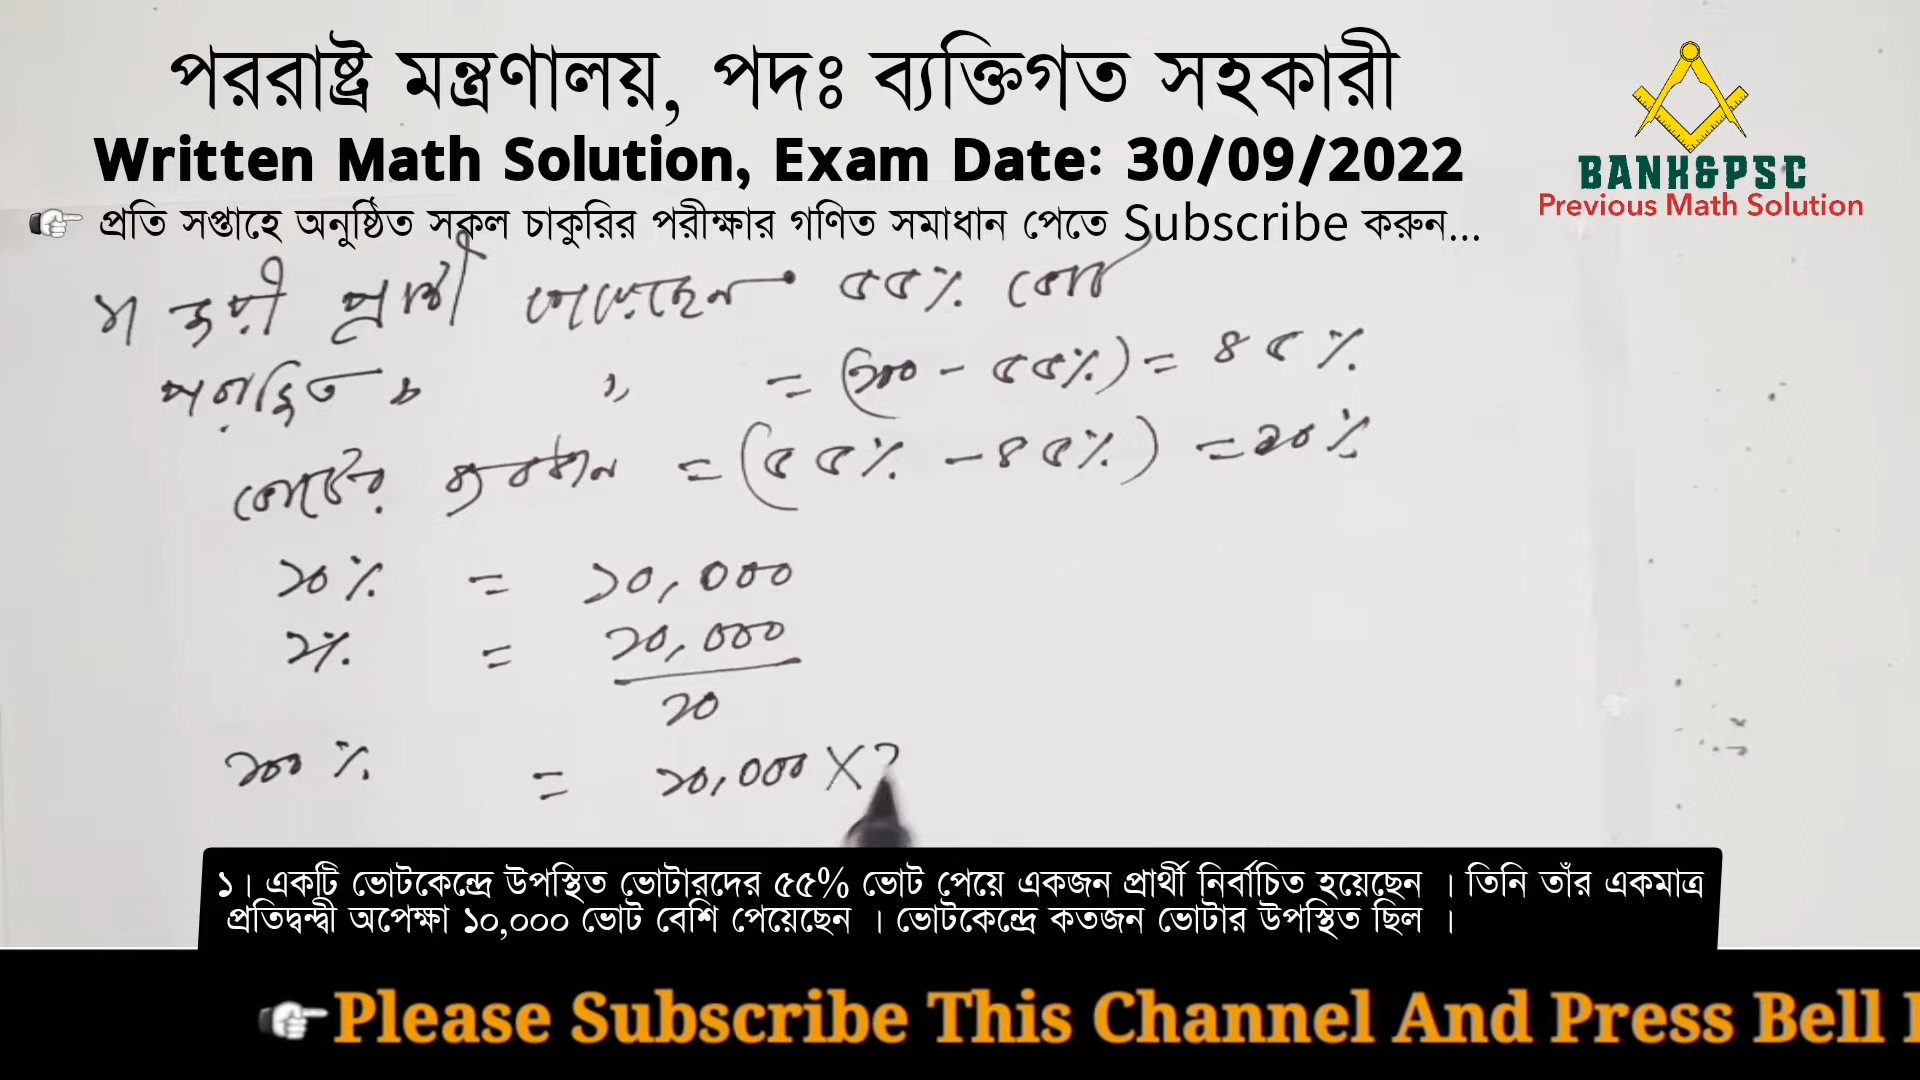 পররাষ্ট্র মন্ত্রণালয়, পদঃ ব্যক্তিগত সহকারী
Written Math Solution, Exam Date: 30/09/2022
BANK&PSC
Previous Math Solution
প্রতি সপ্তাহে অনুষ্ঠিত সকল চাকুরির পরীক্ষার গণিত সমাধান পেতে Subscribe করুন...
১। জয়ী প্রার্থী পেয়েছেন ৫৫% ভোট
পরাজিত " " = (১০০ - ৫৫%) = ৪৫%
ভোটের ব্যবধান = (৫৫% - ৪৫%) = ১০%
১০% = ১০,০০০
১% = ১০,০০০
১০
১০০% = ১০,০০০ X
১। একটি ভোটকেন্দ্রে উপস্থিত ভোটারদের ৫৫% ভোট পেয়ে একজন প্রার্থী নির্বাচিত হয়েছেন । তিনি তাঁর একমাত্র
প্রতিদ্বন্দ্বী অপেক্ষা ১০,০০০ ভোট বেশি পেয়েছেন । ভোটকেন্দ্রে কতজন ভোটার উপস্থিত ছিল ।
Please Subscribe This Channel And Press Bell